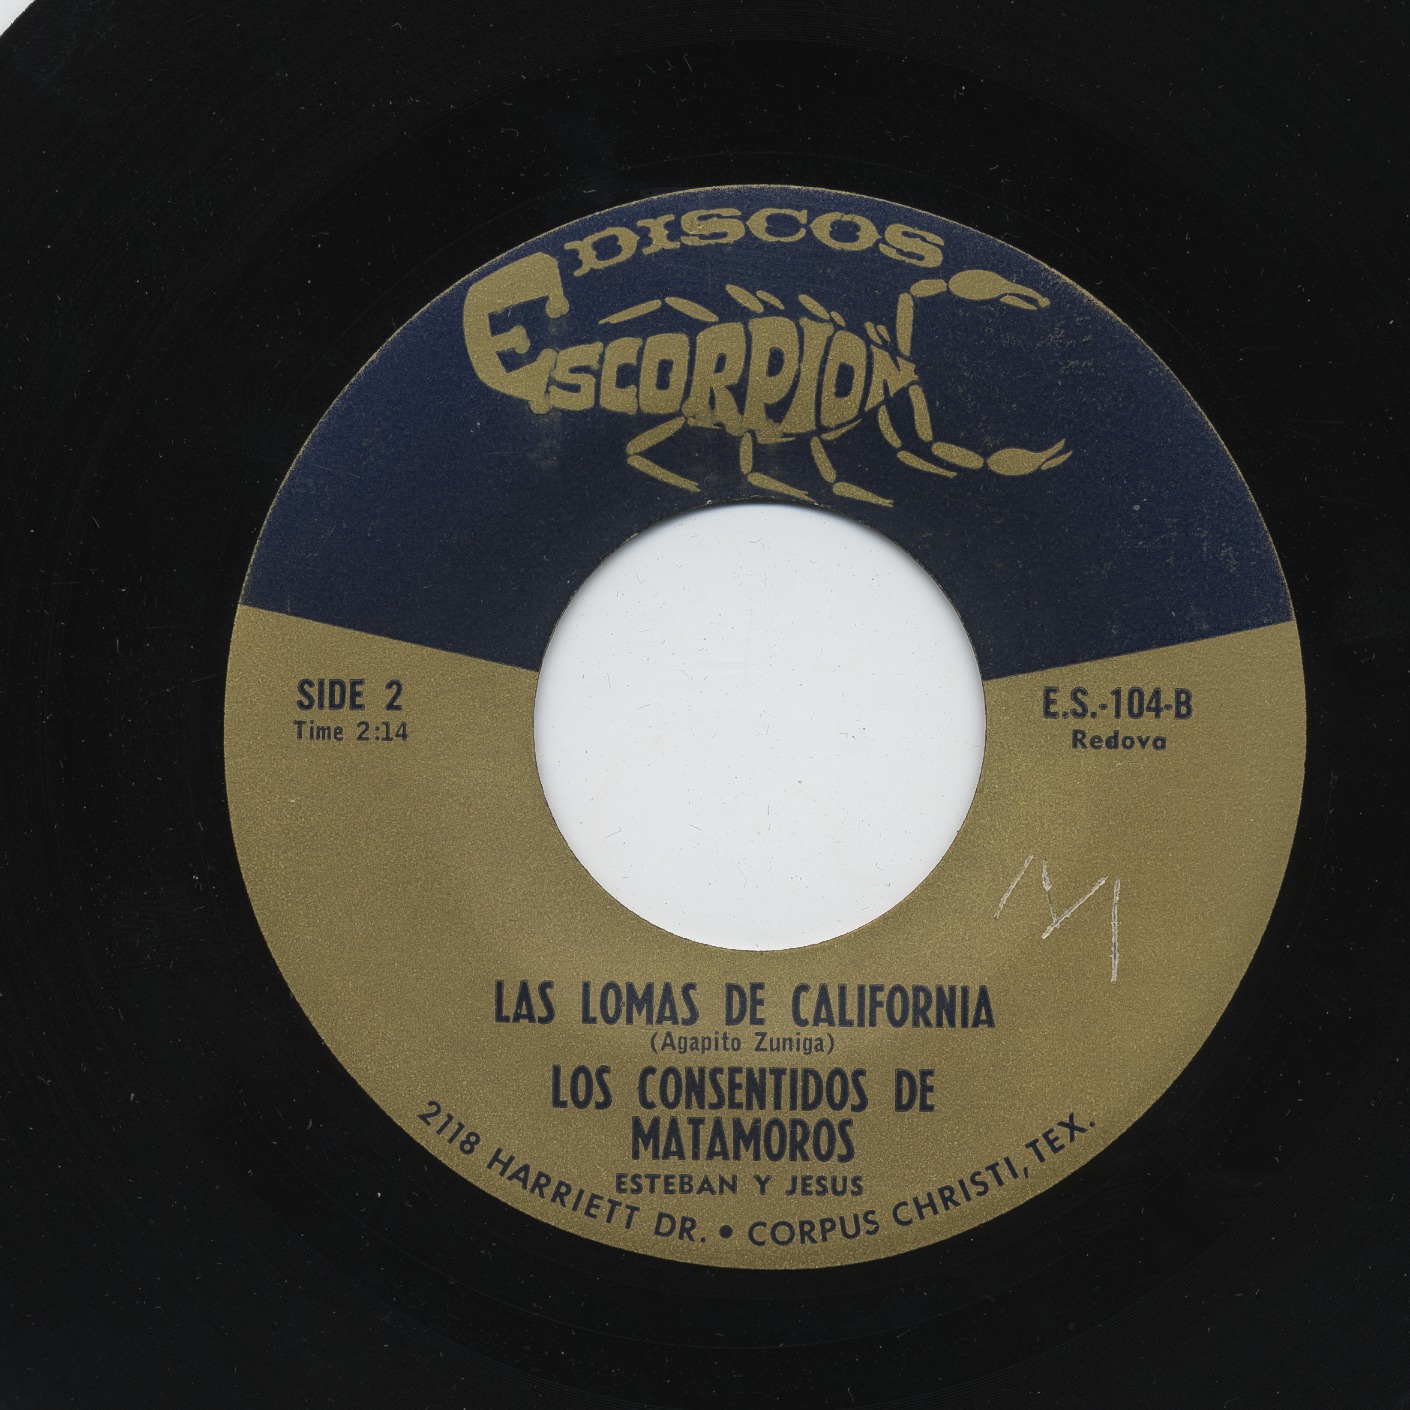 DISCOS
ESCORPION
SIDE 2
Time 2:14
E.S.-104-B
Redova
LAS LOMAS DE CALIFORNIA
(Agapito Zuniga)
LOS CONSENTIDOS DE
MATAMOROS
ESTEBAN Y JESUS
2118 HARRIETT DR. • CORPUS CHRISTI, TEX.